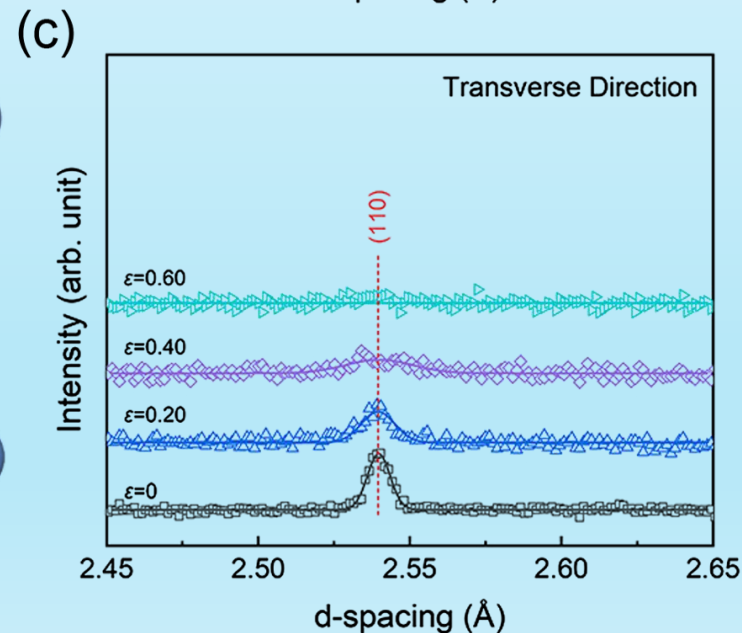 (c)
Transverse Direction
(110)
Intensity (arb. unit)
ε=0.60
ε=0.40
ε=0.20
ε=0
2.45 2.50 2.55 2.60 2.65
d-spacing (Å)